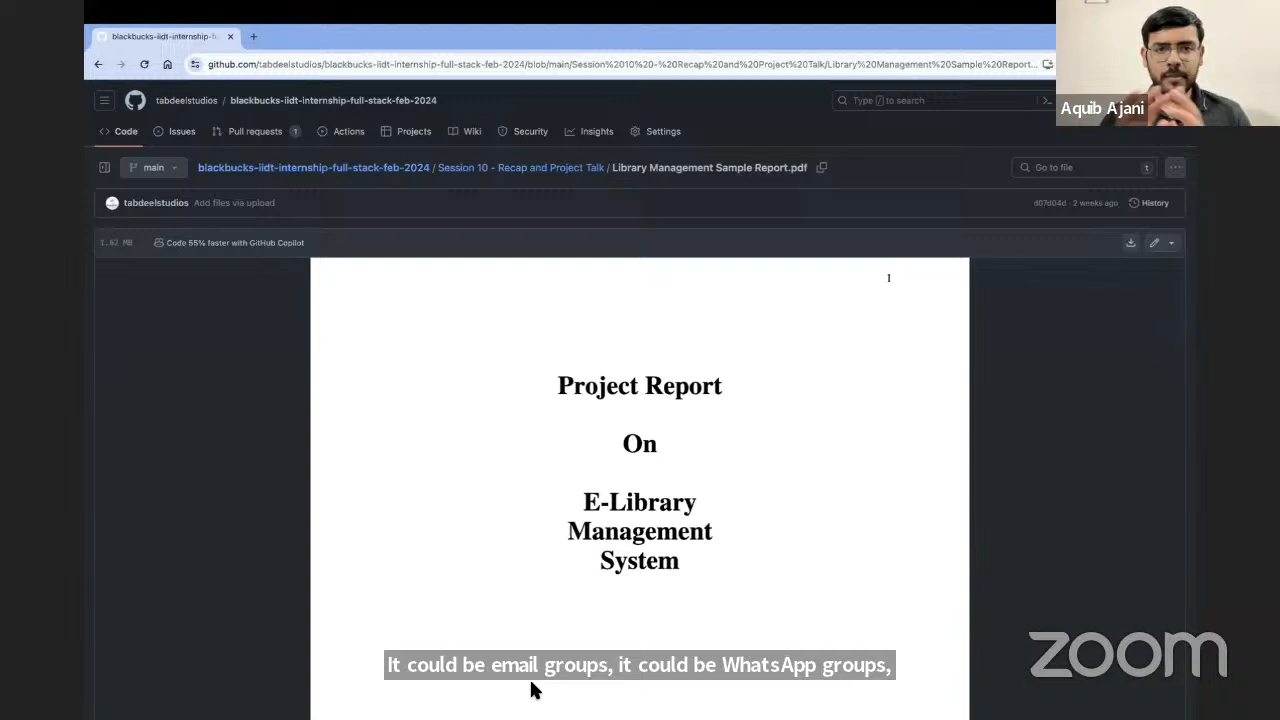 blackbucks-iidt-internship-fu
github.com/tabdeelstudios/blackbucks-iidt-internship-full-stack-feb-2024/blob/main/Session%2010%20-%20Recap%20and%20Project%20Talk/Library%20Management%20Sample%20Report...
Aquib Ajani
tabdeelstudios / blackbucks-iidt-internship-full-stack-feb-2024
Type / to search
Code Issues Pull requests 1 Actions Projects Wiki Security Insights Settings
main blackbucks-iidt-internship-full-stack-feb-2024 / Session 10 - Recap and Project Talk / Library Management Sample Report.pdf
Go to file t
tabdeelstudios Add files via upload d07d04d · 2 weeks ago History
1.62 MB Code 55% faster with GitHub Copilot
1
Project Report
On
E-Library
Management
System
It could be email groups, it could be WhatsApp groups,
zoom